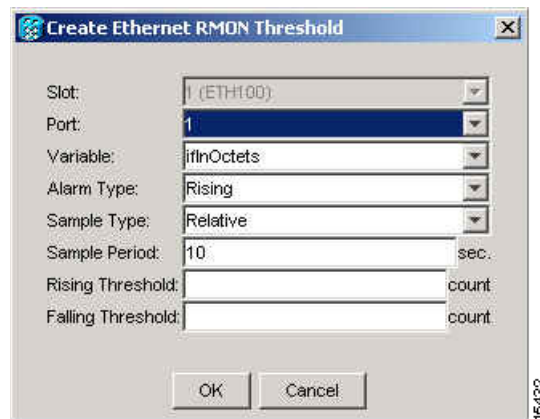 Create Ethernet RMON Threshold
Slot: 1 (ETH100)
Port: 1
Variable: ifInOctets
Alarm Type: Rising
Sample Type: Relative
Sample Period: 10 sec.
Rising Threshold: count
Falling Threshold: count
OK Cancel